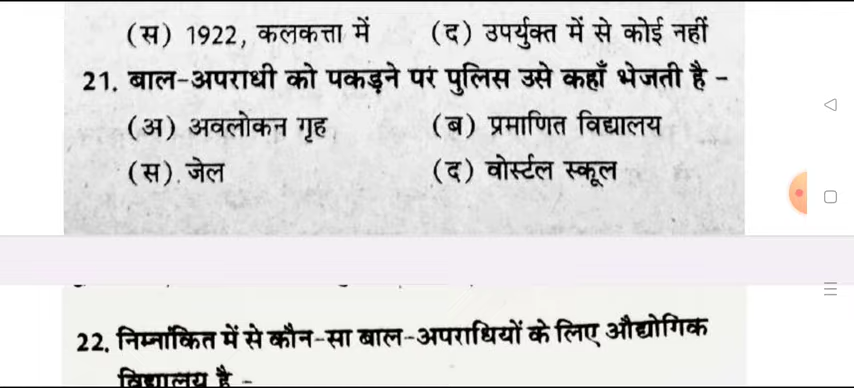 (स) 1922, कलकत्ता में (द) उपर्युक्त में से कोई नहीं
21. बाल-अपराधी को पकड़ने पर पुलिस उसे कहाँ भेजती है -
(अ) अवलोकन गृह (ब) प्रमाणित विद्यालय
(स) जेल (द) वोर्स्टल स्कूल
22. निम्नांकित में से कौन-सा बाल-अपराधियों के लिए औद्योगिक
विद्यालय है -